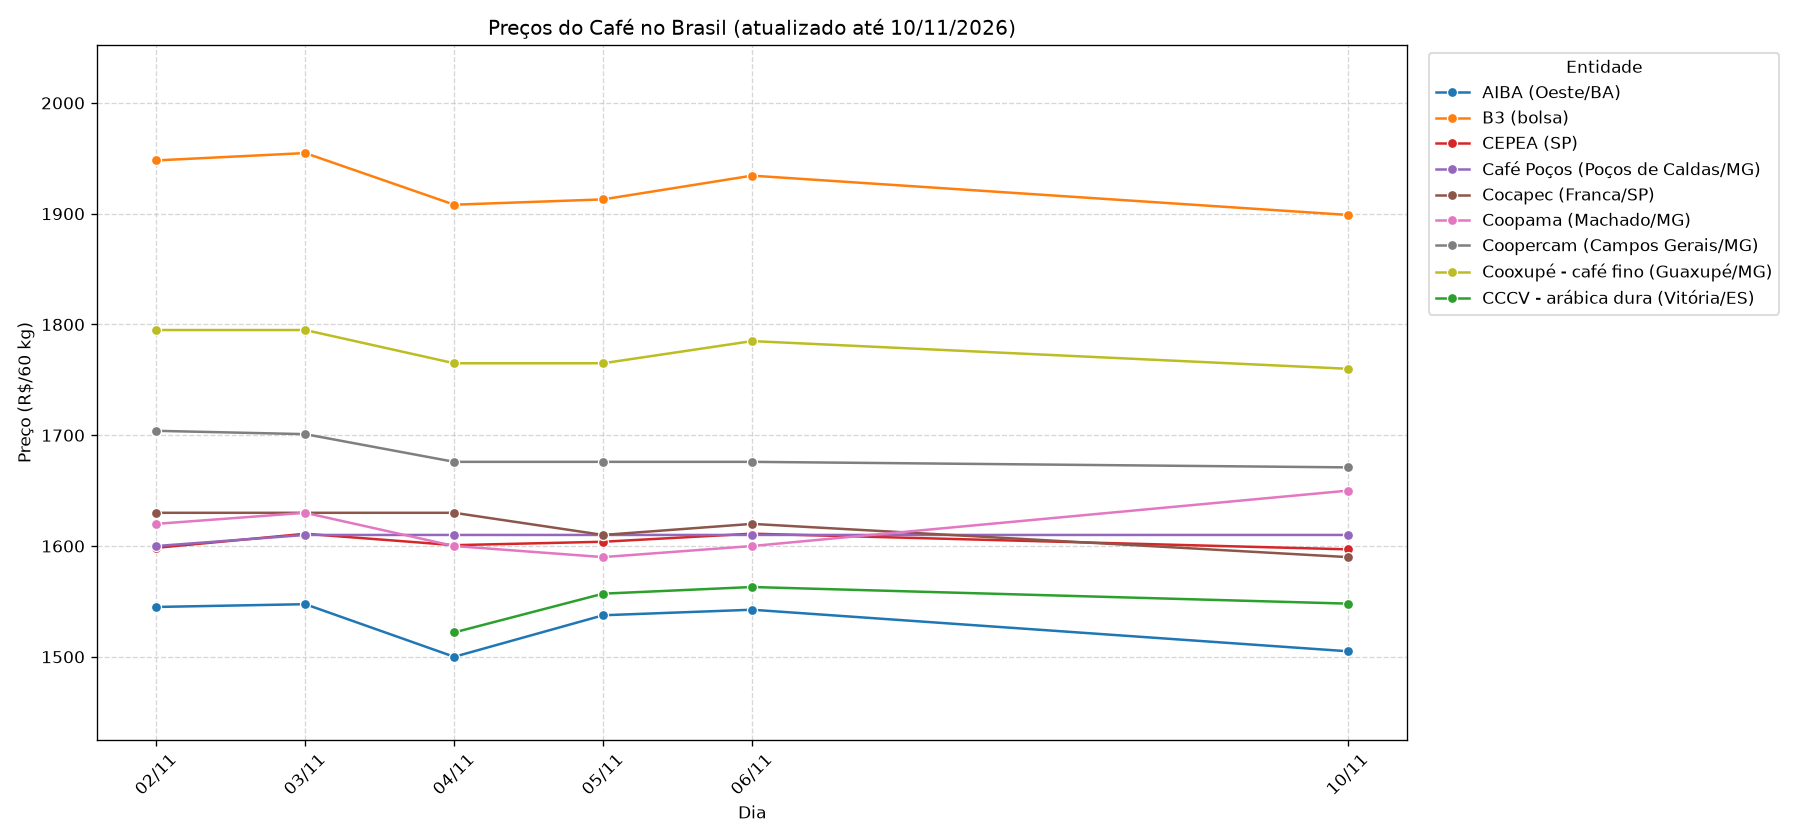 Preços do Café no Brasil (atualizado até 10/11/2026)
Entidade
AIBA (Oeste/BA)
B3 (bolsa)
CEPEA (SP)
Café Poços (Poços de Caldas/MG)
Cocapec (Franca/SP)
Coopama (Machado/MG)
Coopercam (Campos Gerais/MG)
Cooxupé - café fino (Guaxupé/MG)
CCCV - arábica dura (Vitória/ES)
Preço (R$/60 kg)
2000
1900
1800
1700
1600
1500
02/11
03/11
04/11
05/11
06/11
10/11
Dia